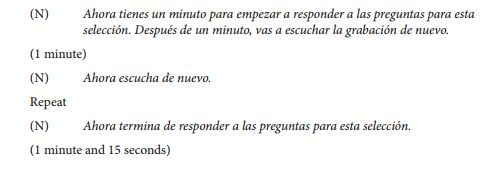 (N) Ahora tienes un minuto para empezar a responder a las preguntas para esta
selección. Después de un minuto, vas a escuchar la grabación de nuevo.
(1 minute)
(N) Ahora escucha de nuevo.
Repeat
(N) Ahora termina de responder a las preguntas para esta selección.
(1 minute and 15 seconds)